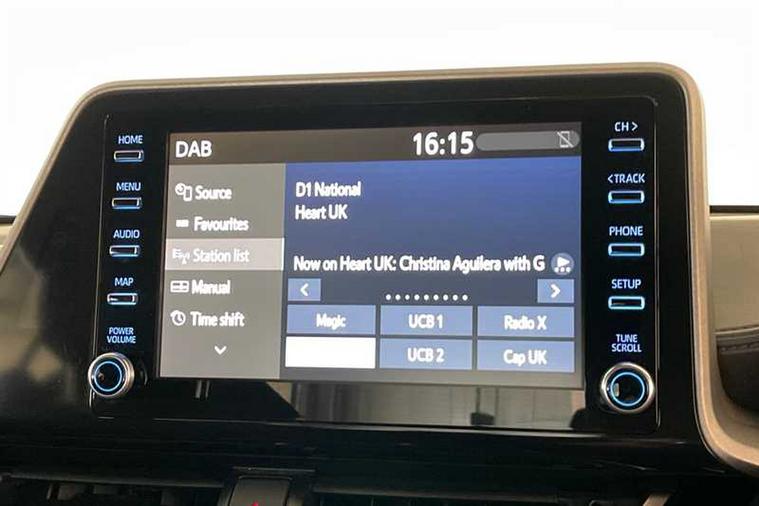 HOME
MENU
AUDIO
MAP
POWER
VOLUME
DAB
16:15
Source
Favourites
Station list
Manual
Time shift
D1 National
Heart UK
Now on Heart UK: Christina Aguilera with G
Magic
UCB 1
Radio X
UCB 2
Cap UK
CH >
< TRACK
PHONE
SETUP
TUNE
SCROLL